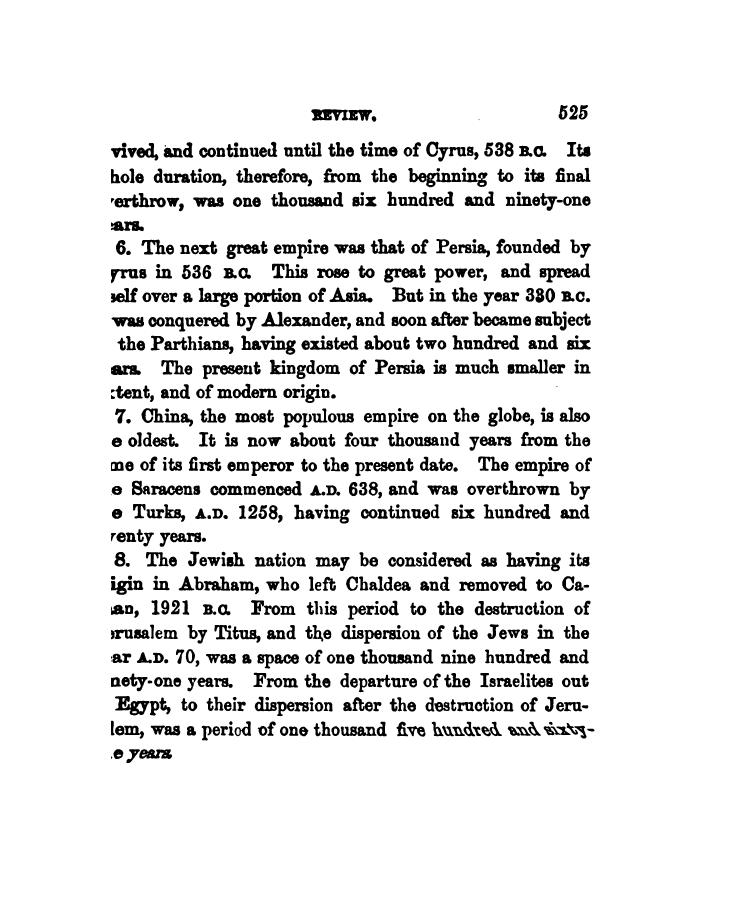 REVIEW. 525
vived, and continued until the time of Cyrus, 538 B.C. Its
hole duration, therefore, from the beginning to its final
erthrow, was one thousand six hundred and ninety-one
ars.
6. The next great empire was that of Persia, founded by
yrus in 536 B.C. This rose to great power, and spread
self over a large portion of Asia. But in the year 330 B.C.
was conquered by Alexander, and soon after became subject
the Parthians, having existed about two hundred and six
ars. The present kingdom of Persia is much smaller in
tent, and of modern origin.
7. China, the most populous empire on the globe, is also
e oldest. It is now about four thousand years from the
me of its first emperor to the present date. The empire of
e Saracens commenced A.D. 638, and was overthrown by
e Turks, A.D. 1258, having continued six hundred and
enty years.
8. The Jewish nation may be considered as having its
igin in Abraham, who left Chaldea and removed to Ca-
an, 1921 B.C. From this period to the destruction of
rusalem by Titus, and the dispersion of the Jews in the
ar A.D. 70, was a space of one thousand nine hundred and
nety-one years. From the departure of the Israelites out
Egypt, to their dispersion after the destruction of Jeru-
lem, was a period of one thousand five hundred and sixty-
e years.